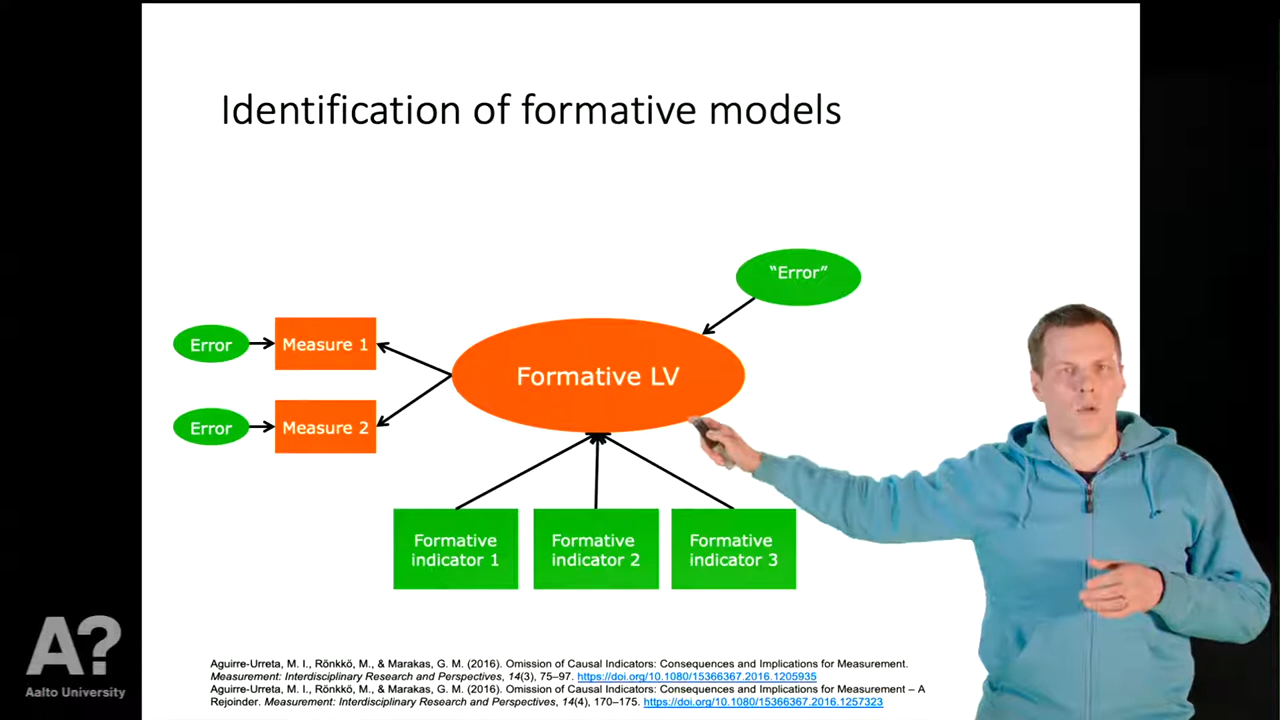 Identification of formative models
“Error”
Error
Measure 1
Formative LV
Error
Measure 2
Formative
indicator 1
Formative
indicator 2
Formative
indicator 3
A?
Aalto University
Aguirre-Urreta, M. I., Rönkkö, M., & Marakas, G. M. (2016). Omission of Causal Indicators: Consequences and Implications for Measurement.
Measurement: Interdisciplinary Research and Perspectives, 14(3), 75–97. https://doi.org/10.1080/15366367.2016.1205935
Aguirre-Urreta, M. I., Rönkkö, M., & Marakas, G. M. (2016). Omission of Causal Indicators: Consequences and Implications for Measurement – A
Rejoinder. Measurement: Interdisciplinary Research and Perspectives, 14(4), 170–175. https://doi.org/10.1080/15366367.2016.1257323